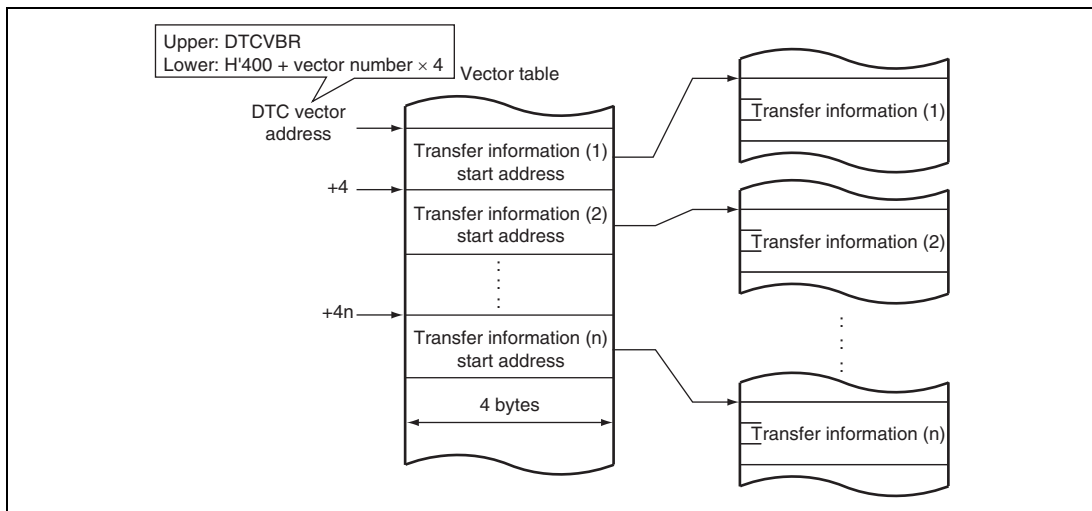 Upper: DTCVBR
Lower: H'400 + vector number × 4
Vector table
DTC vector
address
Transfer information (1)
start address
+4
Transfer information (2)
start address
+4n
Transfer information (n)
start address
4 bytes
Transfer information (1)
Transfer information (2)
Transfer information (n)